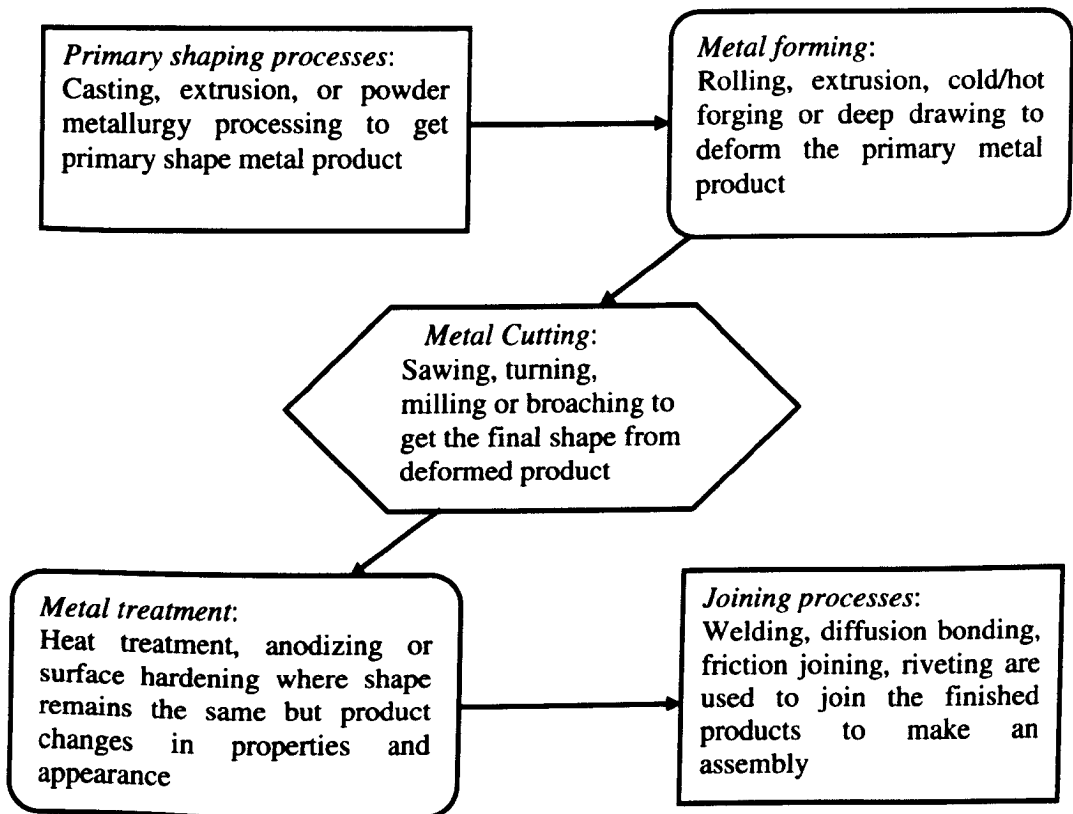 Primary shaping processes:
Casting, extrusion, or powder
metallurgy processing to get
primary shape metal product
Metal forming:
Rolling, extrusion, cold/hot
forging or deep drawing to
deform the primary metal
product
Metal Cutting:
Sawing, turning,
milling or broaching to
get the final shape from
deformed product
Metal treatment:
Heat treatment, anodizing or
surface hardening where shape
remains the same but product
changes in properties and
appearance
Joining processes:
Welding, diffusion bonding,
friction joining, riveting are
used to join the finished
products to make an
assembly